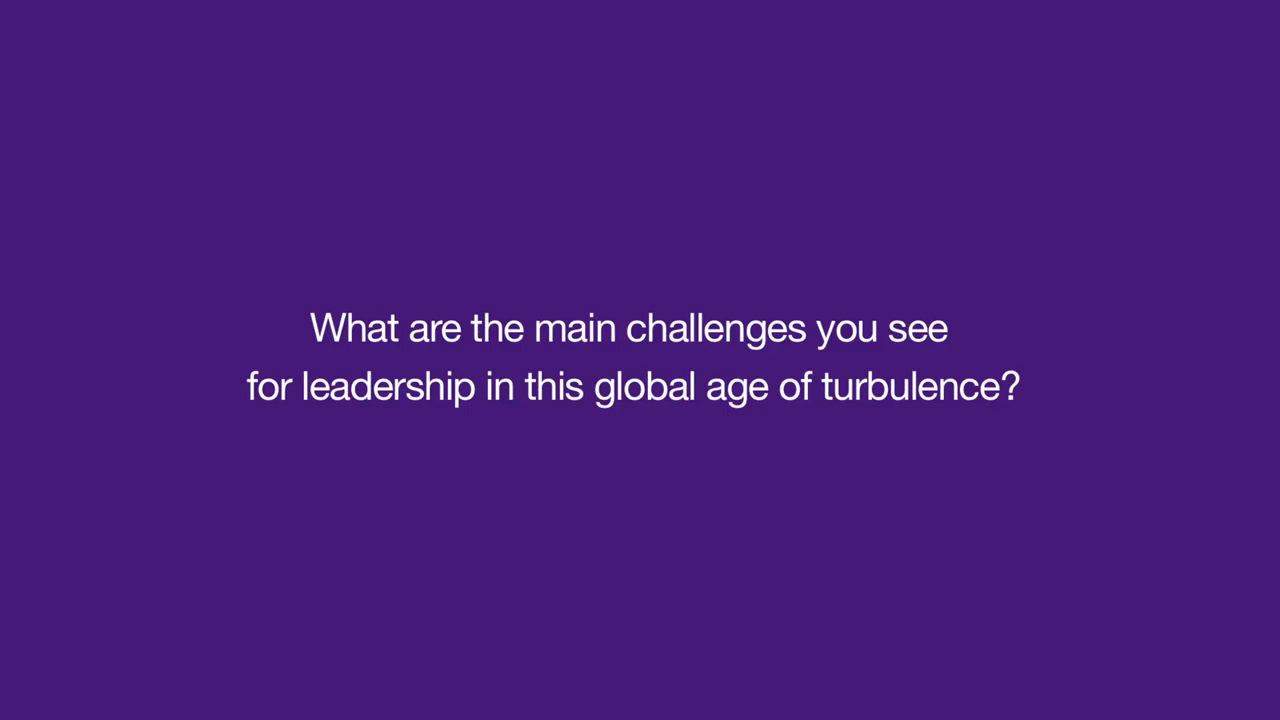 What are the main challenges you see
for leadership in this global age of turbulence?